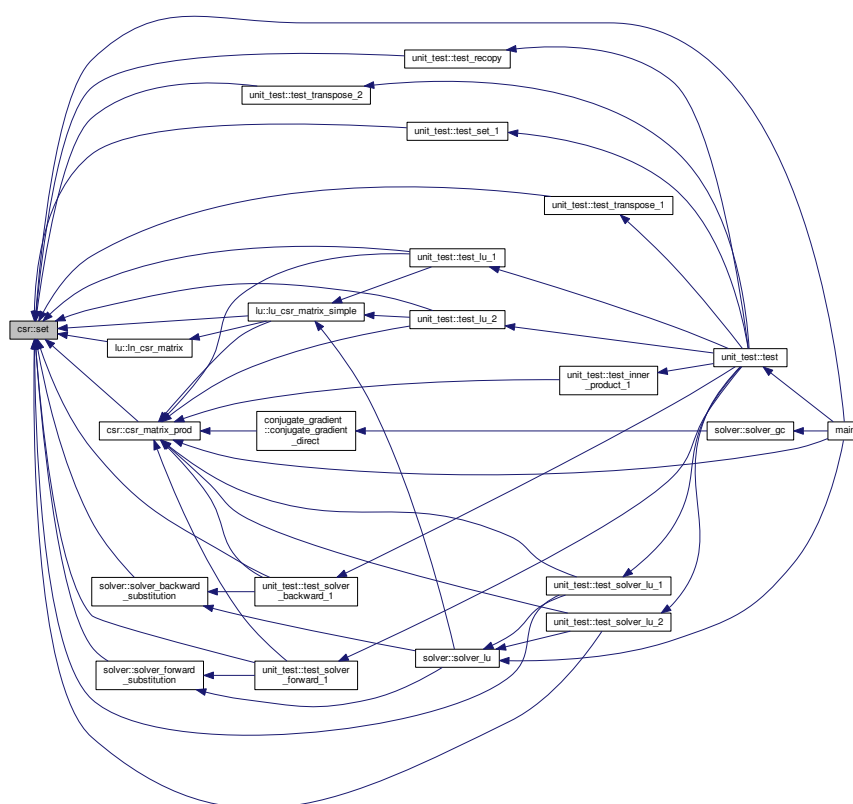 unit_test::test_recopy
unit_test::test_transpose_2
unit_test::test_set_1
unit_test::test_transpose_1
unit_test::test_lu_1
lu::lu_csr_matrix_simple
unit_test::test_lu_2
csr::set
lu::ln_csr_matrix
unit_test::test
unit_test::test_inner
_product_1
csr::csr_matrix_prod
conjugate_gradient
::conjugate_gradient
_direct
solver::solver_gc
main
solver::solver_backward
_substitution
unit_test::test_solver
_backward_1
unit_test::test_solver_lu_1
unit_test::test_solver_lu_2
solver::solver_lu
solver::solver_forward
_substitution
unit_test::test_solver
_forward_1